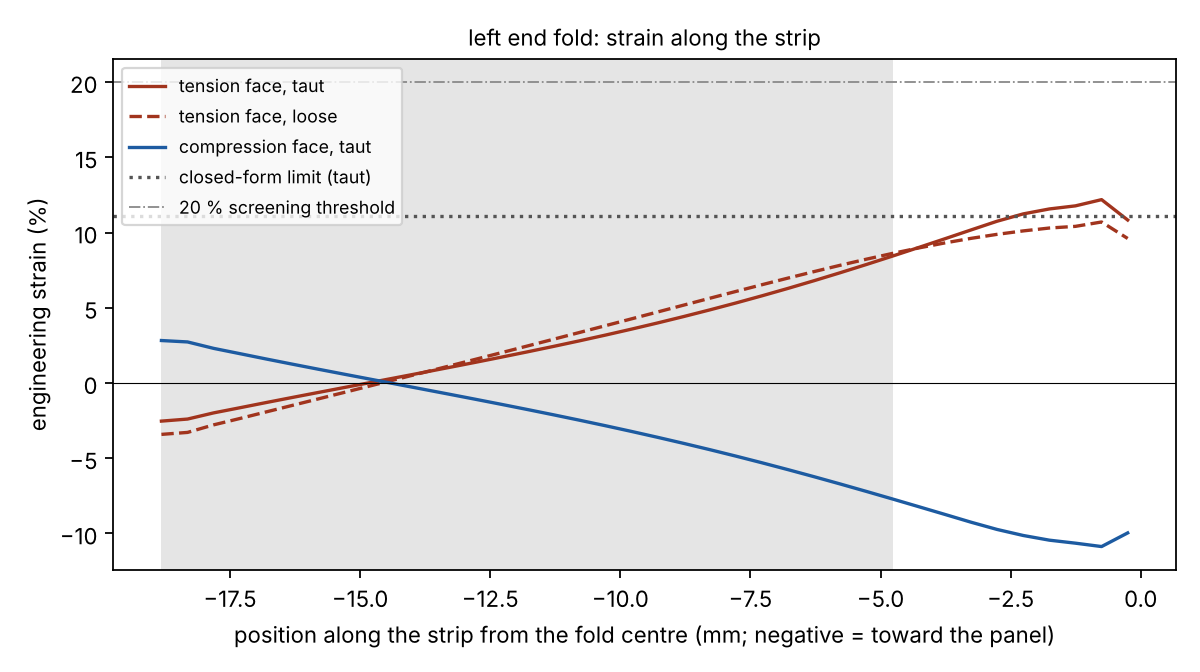 left end fold: strain along the strip
tension face, taut
tension face, loose
compression face, taut
closed-form limit (taut)
20 % screening threshold
engineering strain (%)
20
15
10
5
0
−5
−10
−17.5 −15.0 −12.5 −10.0 −7.5 −5.0 −2.5 0.0
position along the strip from the fold centre (mm; negative = toward the panel)